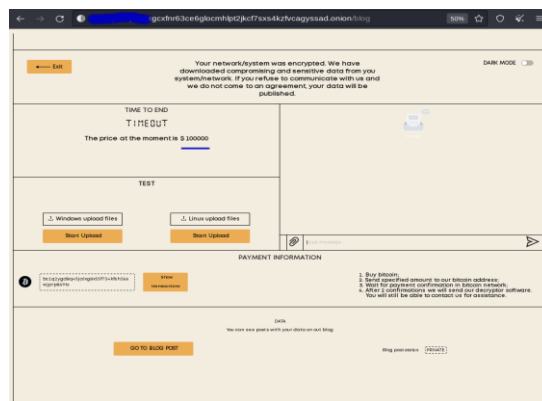 gcxfnr63ce6glocmhlpt2jkcf7sxs4kzfvcagyssad.onion/blog
50%
Exit
Your network/system was encrypted. We have
downloaded compromising and sensitive data from you
system/network. If you refuse
to communicate with us and
we do not come to an
agreement, your data will be
published.
DARK MODE
TIME TO END
TIMEOUT
The price at the moment is $ 100000
TEST
Windows upload files
Linux upload files
Start Upload
Start Upload
PAYMENT INFORMATION
Show
1. Buy bitcoin;
2. Send specified amount to our bitcoin address;
3. Wait for payment confirmation in bitcoin network;
4. After 2 confirmations we will send our decryptor software.
You will still be able to contact us for assistance.
DATA
You can see posts with your data on out blog
GO TO BLOG POST
Blog post status
PRIVATE